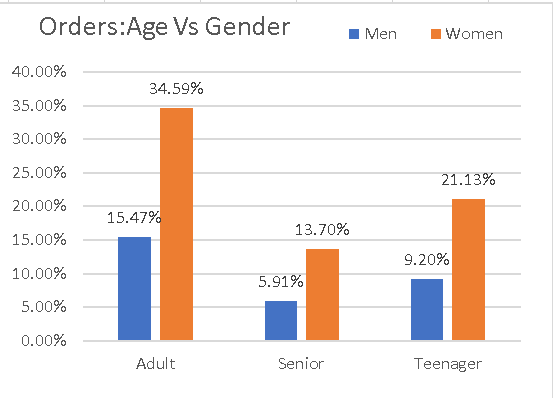 Orders:Age Vs Gender
Men
Women
40.00%
35.00%
30.00%
25.00%
20.00%
15.00%
10.00%
5.00%
0.00%
34.59%
15.47%
13.70%
5.91%
21.13%
9.20%
Adult
Senior
Teenager